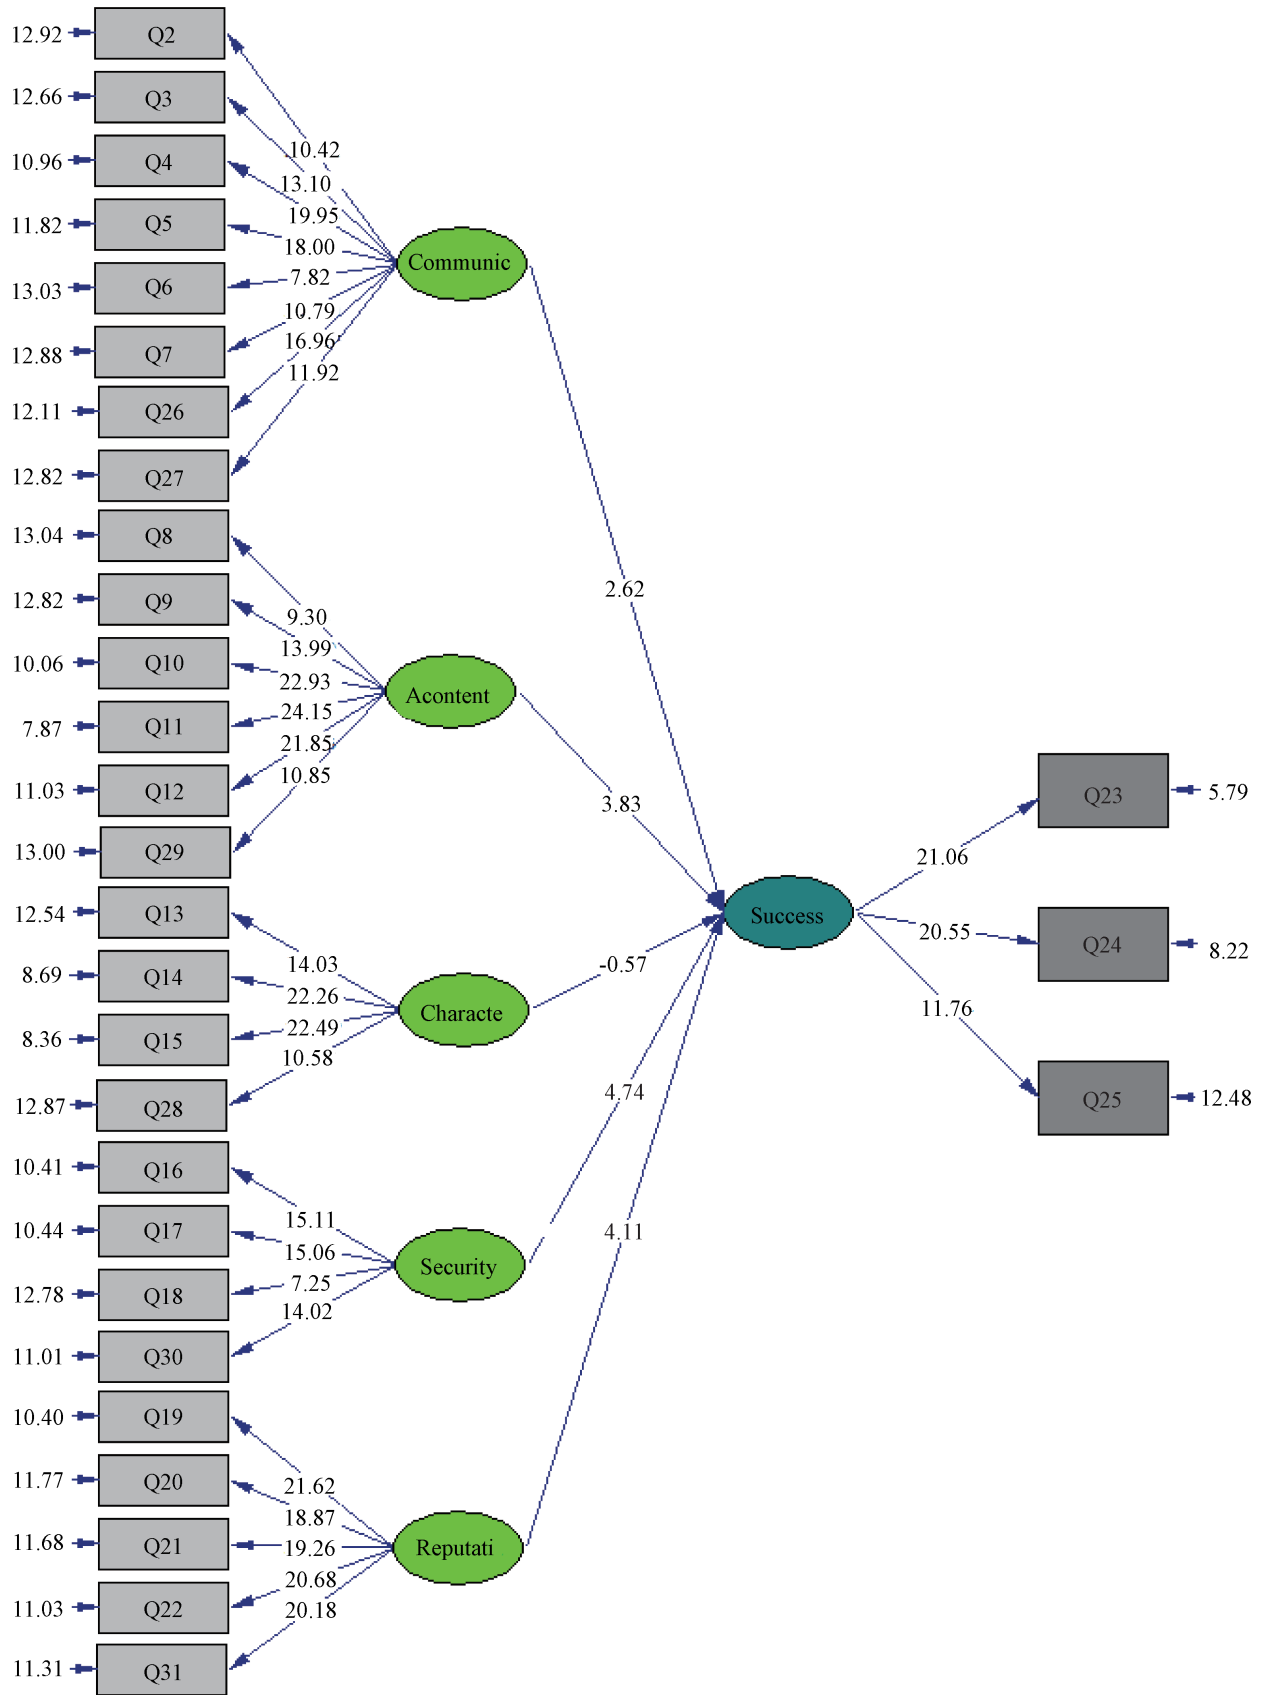 12.92 Q2
12.66 Q3
10.96 Q4
11.82 Q5
13.03 Q6
12.88 Q7
12.11 Q26
12.82 Q27
10.42
13.10
19.95
18.00
7.82
10.79
16.96
11.92
Communic
2.62
13.04 Q8
12.82 Q9
10.06 Q10
7.87 Q11
11.03 Q12
13.00 Q29
9.30
13.99
22.93
24.15
21.85
10.85
Acontent
3.83
12.54 Q13
8.69 Q14
8.36 Q15
12.87 Q28
14.03
22.26
22.49
10.58
Characte
-0.57
10.41 Q16
10.44 Q17
12.78 Q18
11.01 Q30
15.11
15.06
7.25
14.02
Security
4.74
10.40 Q19
11.77 Q20
11.68 Q21
11.03 Q22
11.31 Q31
21.62
18.87
19.26
20.68
20.18
Reputati
4.11
Success
21.06
20.55
11.76
Q23 5.79
Q24 8.22
Q25 12.48